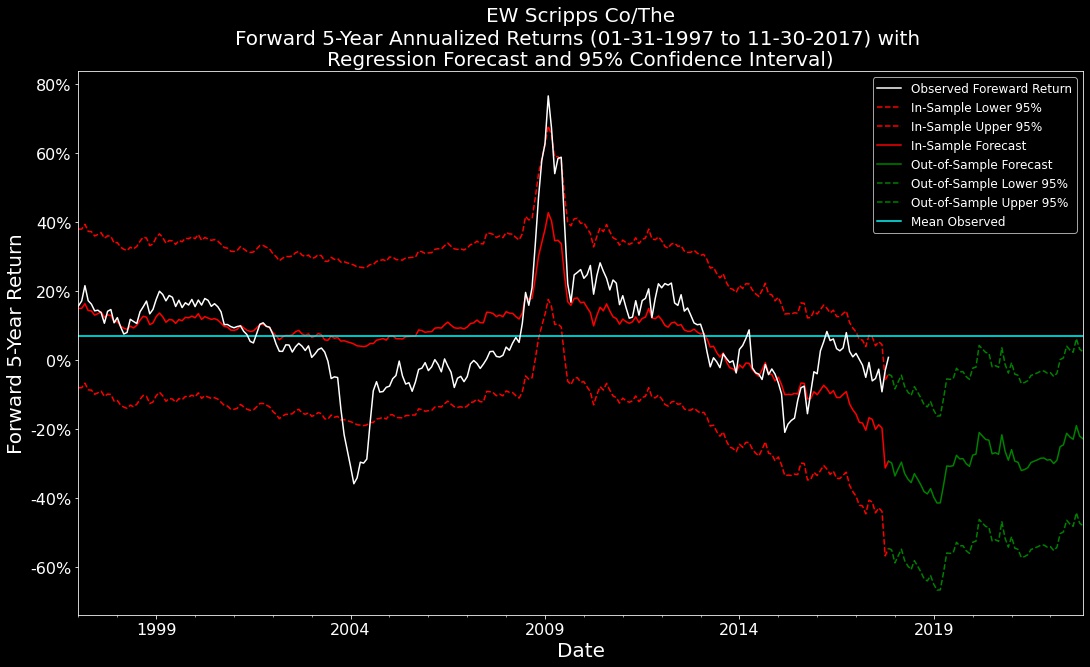 EW Scripps Co/The
Forward 5-Year Annualized Returns (01-31-1997 to 11-30-2017) with
Regression Forecast and 95% Confidence Interval)
Observed Foreward Return
In-Sample Lower 95%
In-Sample Upper 95%
In-Sample Forecast
Out-of-Sample Forecast
Out-of-Sample Lower 95%
Out-of-Sample Upper 95%
Mean Observed
Forward 5-Year Return
80%
60%
40%
20%
0%
-20%
-40%
-60%
1999 2004 2009 2014 2019
Date